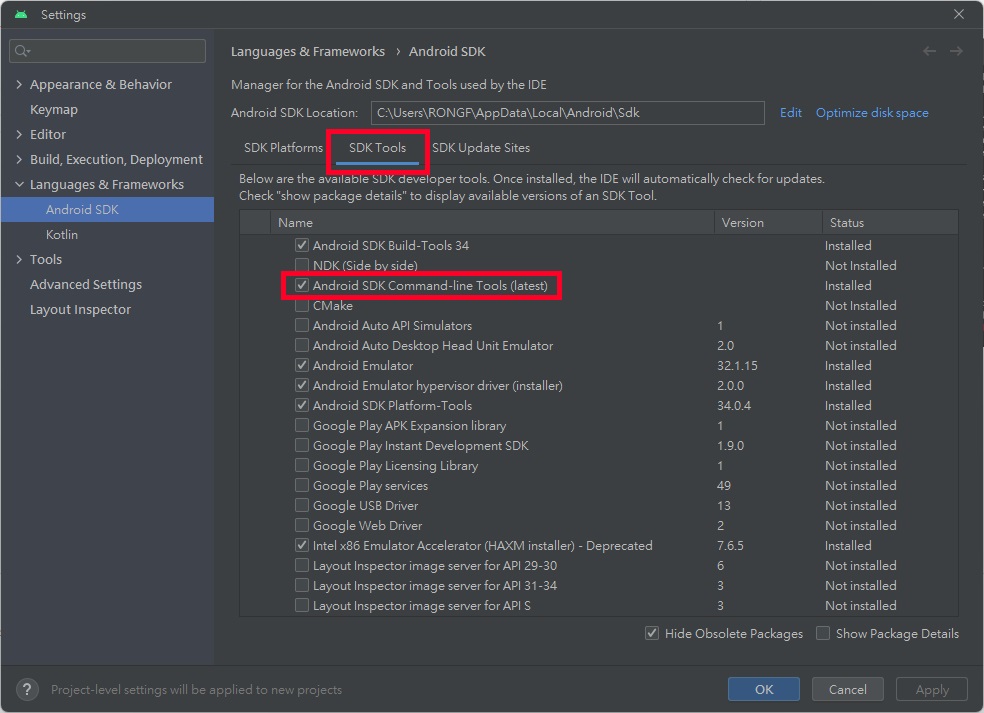 Settings
Languages & Frameworks › Android SDK
Appearance & Behavior
Keymap
Editor
Build, Execution, Deployment
Languages & Frameworks
Android SDK
Kotlin
Tools
Advanced Settings
Layout Inspector
Manager for the Android SDK and Tools used by the IDE
Android SDK Location: C:\Users\RONGF\AppData\Local\Android\Sdk Edit Optimize disk space
SDK Platforms SDK Tools SDK Update Sites
Below are the available SDK developer tools. Once installed, the IDE will automatically check for updates.
Check "show package details" to display available versions of an SDK Tool.
Name Version Status
Android SDK Build-Tools 34 Installed
NDK (Side by side) Not Installed
Android SDK Command-line Tools (latest) Installed
CMake Not Installed
Android Auto API Simulators 1 Not installed
Android Auto Desktop Head Unit Emulator 2.0 Not installed
Android Emulator 32.1.15 Installed
Android Emulator hypervisor driver (installer) 2.0.0 Installed
Android SDK Platform-Tools 34.0.4 Installed
Google Play APK Expansion library 1 Not installed
Google Play Instant Development SDK 1.9.0 Not installed
Google Play Licensing Library 1 Not installed
Google Play services 49 Not installed
Google USB Driver 13 Not installed
Google Web Driver 2 Not installed
Intel x86 Emulator Accelerator (HAXM installer) - Deprecated 7.6.5 Installed
Layout Inspector image server for API 29-30 6 Not installed
Layout Inspector image server for API 31-34 3 Not installed
Layout Inspector image server for API S 3 Not installed
Hide Obsolete Packages Show Package Details
? Project-level settings will be applied to new projects
OK Cancel Apply